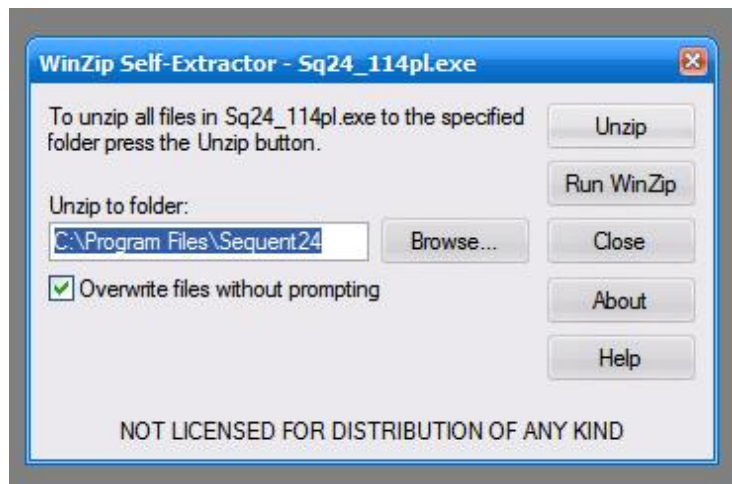 WinZip Self-Extractor - Sq24_114pl.exe
To unzip all files in Sq24_114pl.exe to the specified
folder press the Unzip button.
Unzip to folder:
C:\Program Files\Sequent24
Browse...
Overwrite files without prompting
Unzip
Run WinZip
Close
About
Help
NOT LICENSED FOR DISTRIBUTION OF ANY KIND